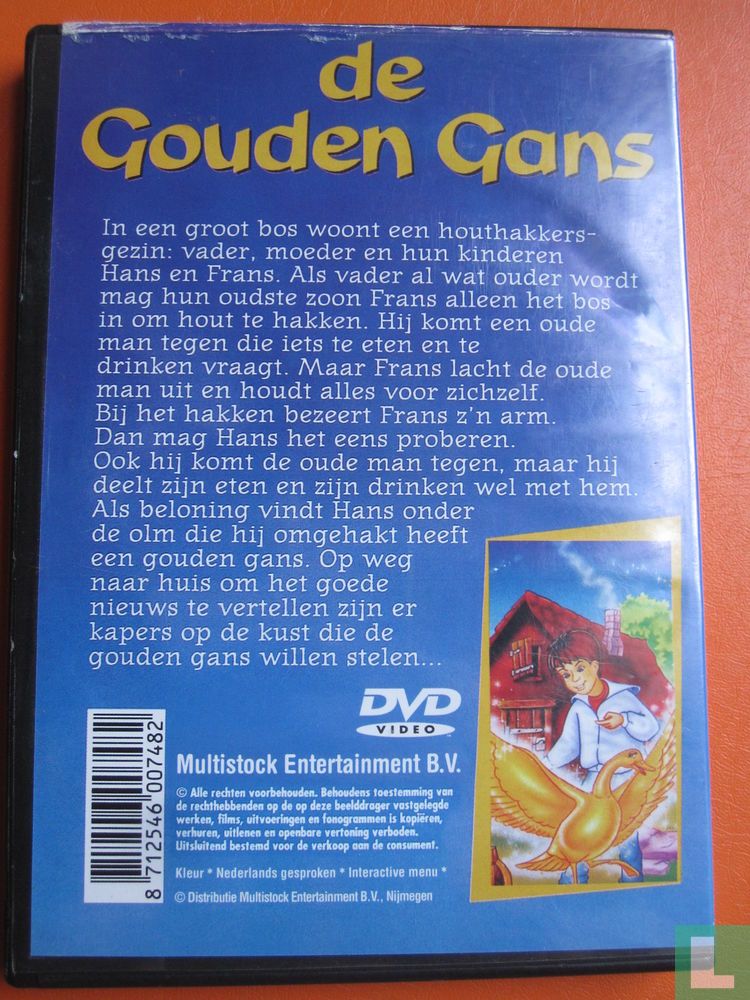 de
Gouden Gans
In een groot bos woont een houthakkers-
gezin: vader, moeder en hun kinderen
Hans en Frans. Als vader al wat ouder wordt
mag hun oudste zoon Frans alleen het bos
in om hout te hakken. Hij komt een oude
man tegen die iets te eten en te
drinken vraagt. Maar Frans lacht de oude
man uit en houdt alles voor zichzelf.
Bij het hakken bezeert Frans z'n arm.
Dan mag Hans het eens proberen.
Ook hij komt de oude man tegen, maar hij
deelt zijn eten en zijn drinken wel met hem.
Als beloning vindt Hans onder
de olm die hij omgehakt heeft
een gouden gans. Op weg
naar huis om het goede
nieuws te vertellen zijn er
kapers op de kust die de
gouden gans willen stelen...
DVD
VIDEO
TM
8 712546 007482
Multistock Entertainment B.V.
© Alle rechten voorbehouden. Behoudens toestemming van
de rechthebbenden op de op deze beelddrager vastgelegde
werken, films, uitvoeringen en fonogrammen is kopiëren,
verhuren, uitlenen en openbare vertoning verboden.
Uitsluitend bestemd voor de verkoop aan de consument.
Kleur * Nederlands gesproken * Interactive menu *
© Distributie Multistock Entertainment B.V., Nijmegen
L